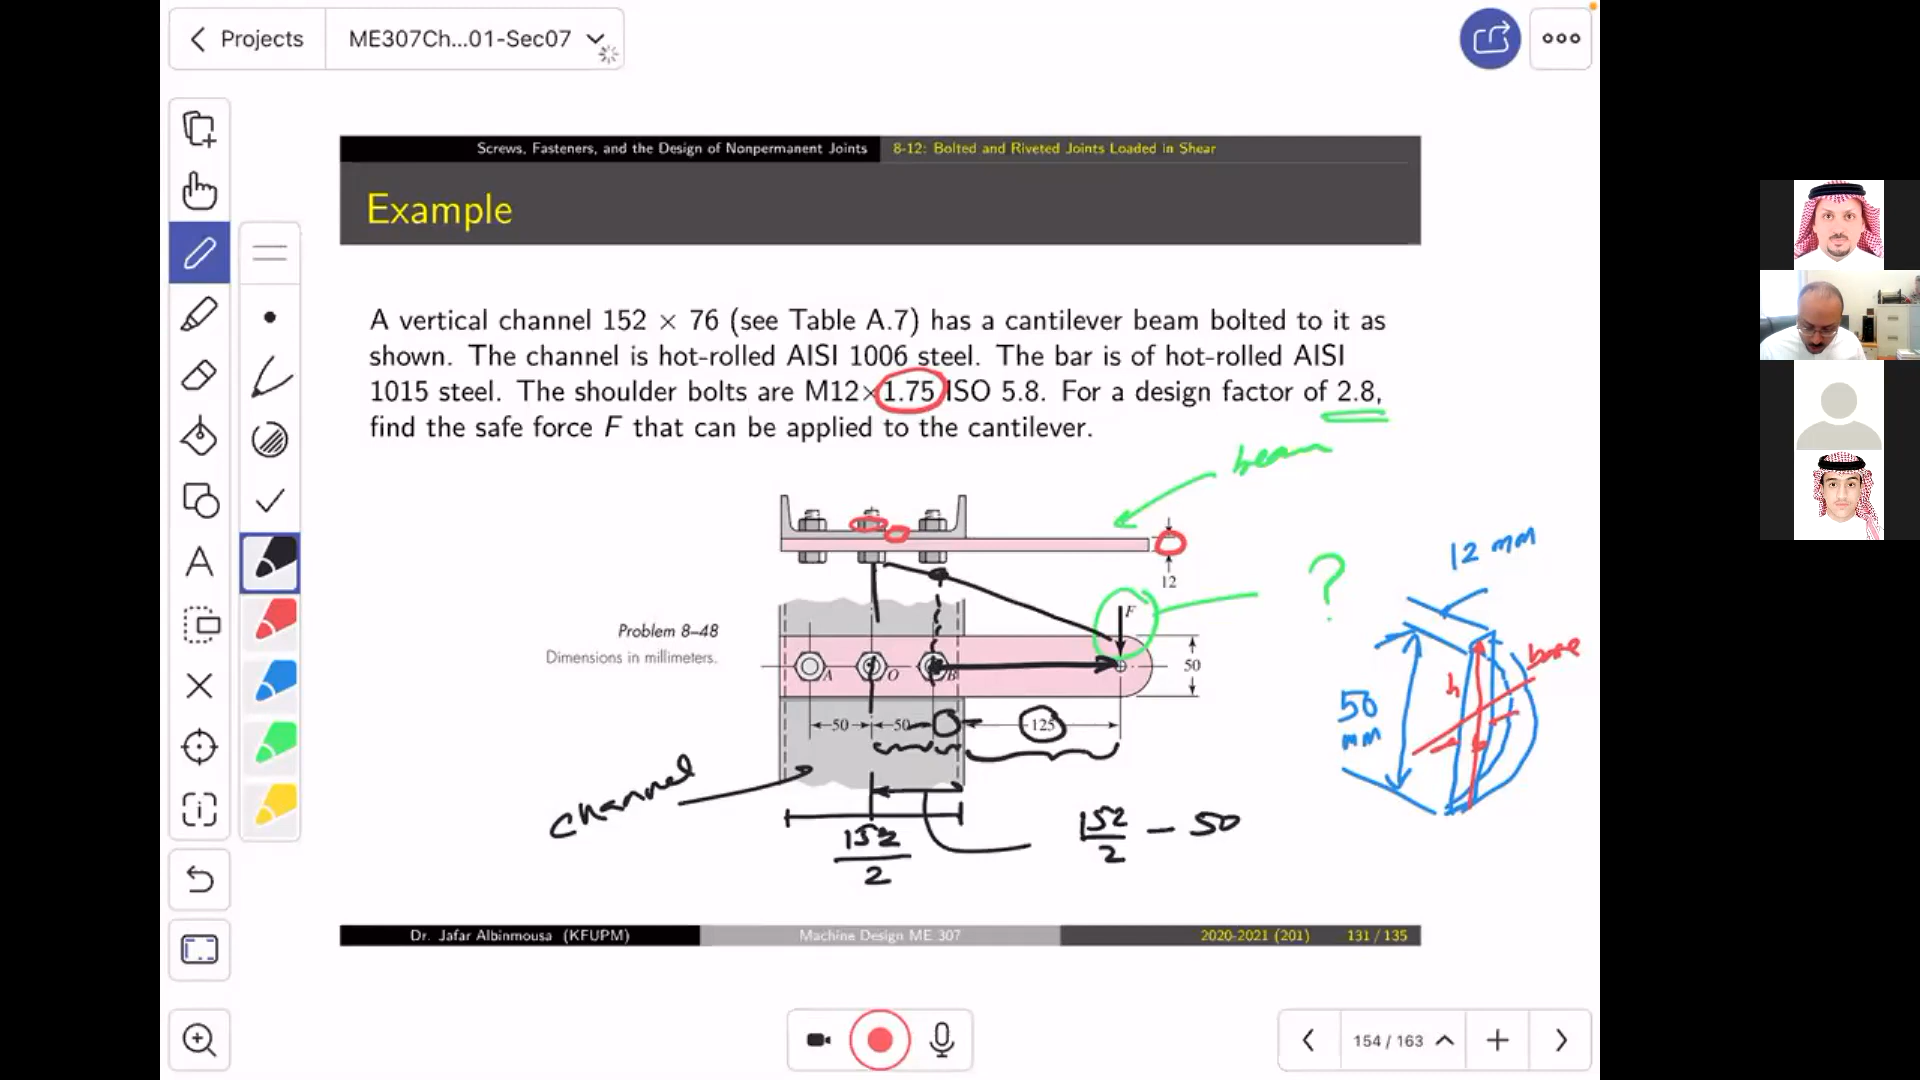 Projects
ME307Ch...01-Sec07
Screws, Fasteners, and the Design of Nonpermanent Joints
8-12: Bolted and Riveted Joints Loaded in Shear
Example
A vertical channel 152 × 76 (see Table A.7) has a cantilever beam bolted to it as
shown. The channel is hot-rolled AISI 1006 steel. The bar is of hot-rolled AISI
1015 steel. The shoulder bolts are M12×1.75 ISO 5.8. For a design factor of 2.8,
find the safe force F that can be applied to the cantilever.
beam
12 mm
12
?
F
Problem 8–48
Dimensions in millimeters.
A
O
B
50
h
50
mm
50
50
125
channel
152
2
152
2
− 50
Dr. Jafar Albinmousa (KFUPM)
Machine Design ME 307
2020-2021 (201)
131 / 135
154 / 163